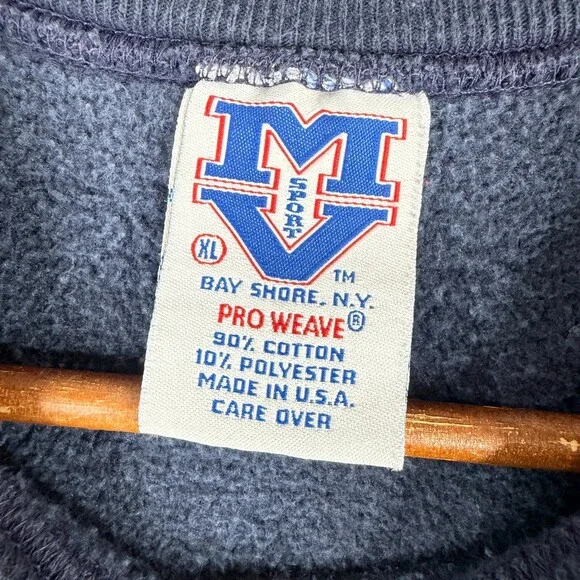 M
SPORT
V
XL
TM
BAY SHORE, N.Y.
PRO WEAVE®
90% COTTON
10% POLYESTER
MADE IN U.S.A.
CARE OVER